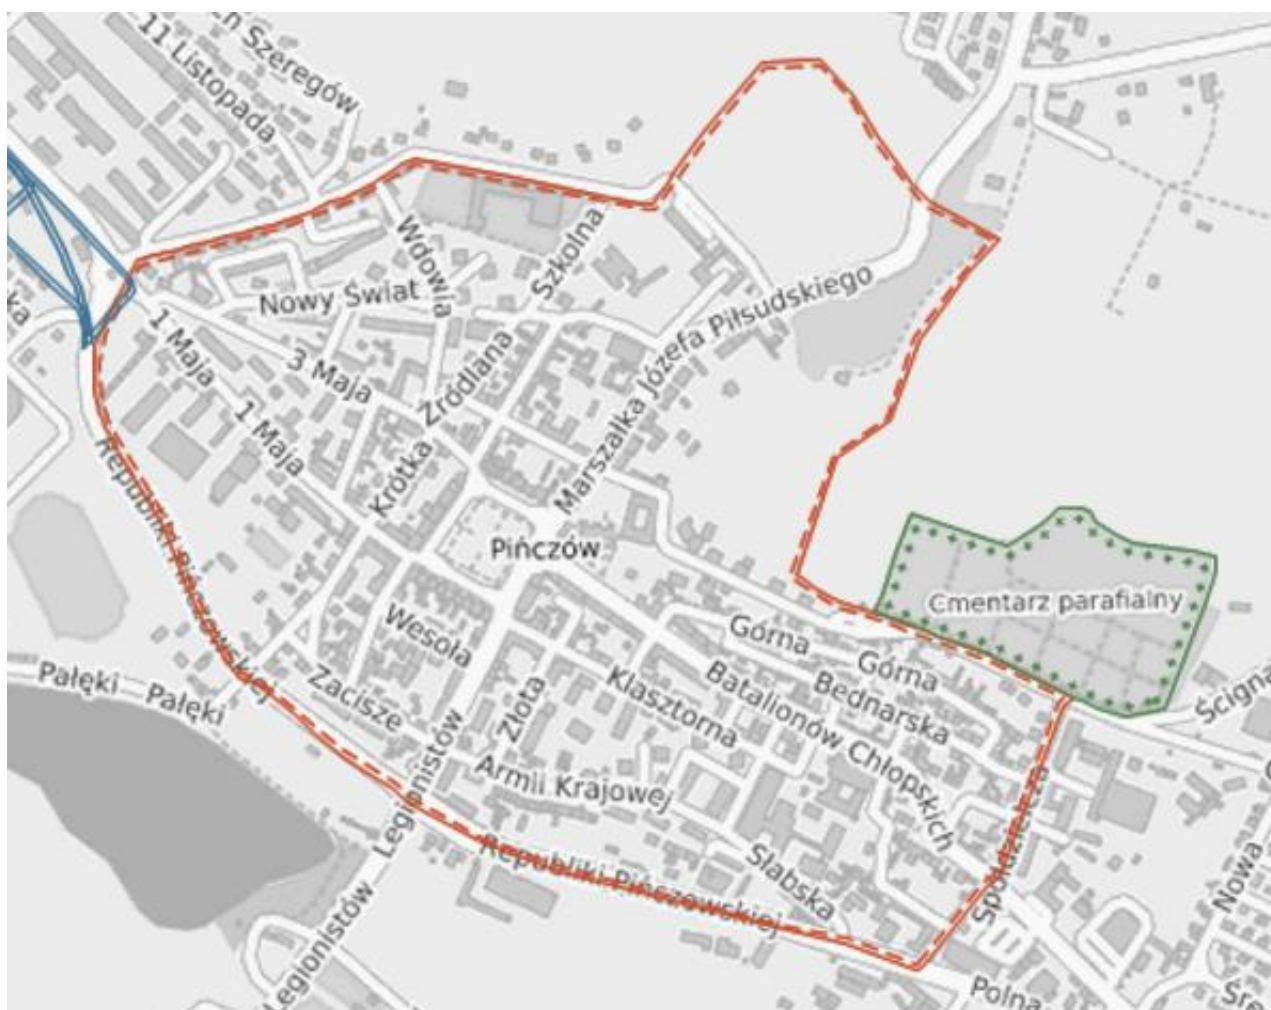 11 Listopada
Szeregów
Wdowia
Szkolna
Nowy Świat
Marszałka Józefa Piłsudskiego
1 Maja
3 Maja
Źródlana
1 Maja
Krótka
Republiki Pińczowskiej
Pińczów
Cmentarz parafialny
Wesoła
Górna
Górna
Pałęki
Pałęki
Zacisze
Złota
Klasztorna
Batalionów Chłopskich
Bednarska
Ścigna
Legionistów
Armii Krajowej
Spółdzielcza
Republiki Pińczowskiej
Słabska
Nowa
Legionistów
Polna